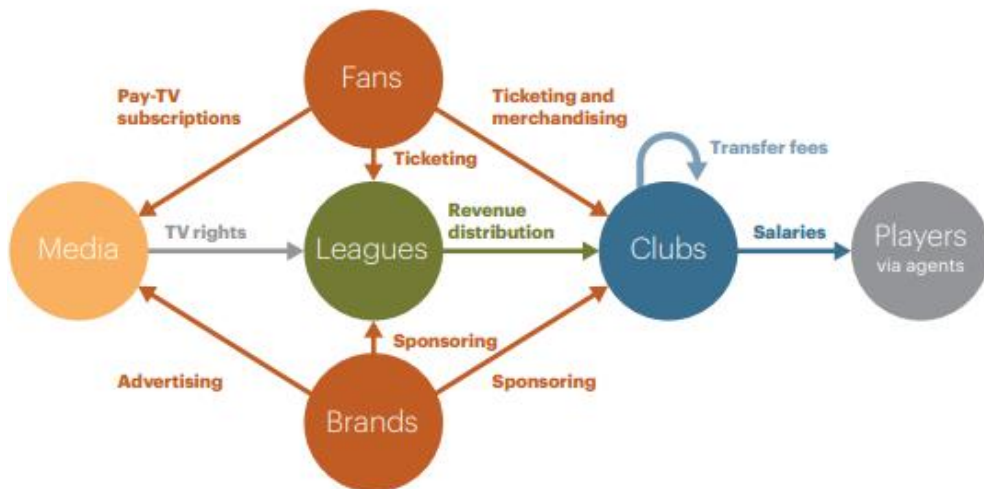 Fans
Pay-TV
subscriptions
Ticketing and
merchandising
Ticketing
Transfer fees
Media
TV rights
Leagues
Revenue
distribution
Clubs
Salaries
Players
via agents
Sponsoring
Advertising
Sponsoring
Brands